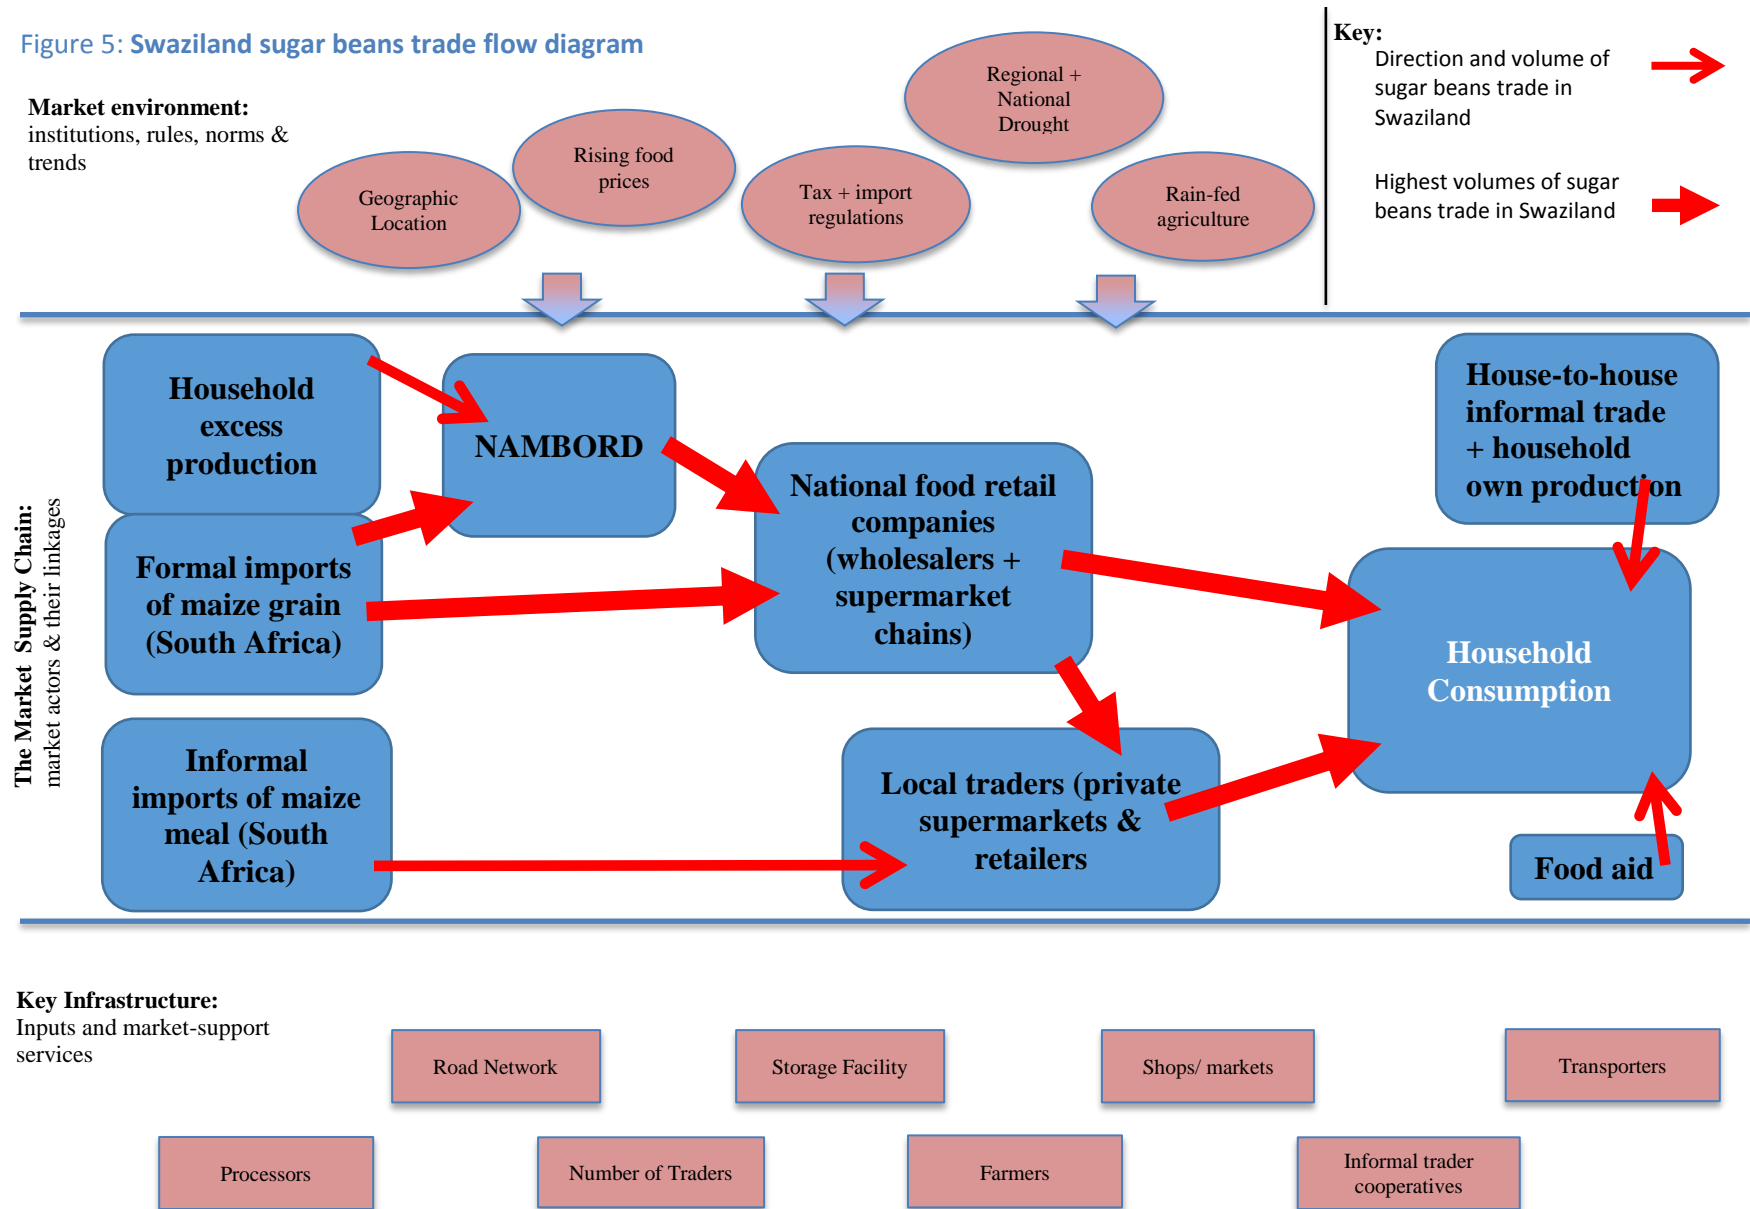 Figure 5: Swaziland sugar beans trade flow diagram
Market environment:
institutions, rules, norms &
trends
Geographic
Location
Rising food
prices
Tax + import
regulations
Regional +
National
Drought
Rain-fed
agriculture
Key:
Direction and volume of
sugar beans trade in
Swaziland
Highest volumes of sugar
beans trade in Swaziland
The Market Supply Chain:
market actors & their linkages
Household
excess
production
NAMBORD
Formal imports
of maize grain
(South Africa)
Informal
imports of maize
meal (South
Africa)
National food retail
companies
(wholesalers +
supermarket
chains)
Local traders (private
supermarkets &
retailers
House-to-house
informal trade
+ household
own production
Household
Consumption
Food aid
Key Infrastructure:
Inputs and market-support
services
Road Network
Storage Facility
Shops/ markets
Transporters
Processors
Number of Traders
Farmers
Informal trader
cooperatives